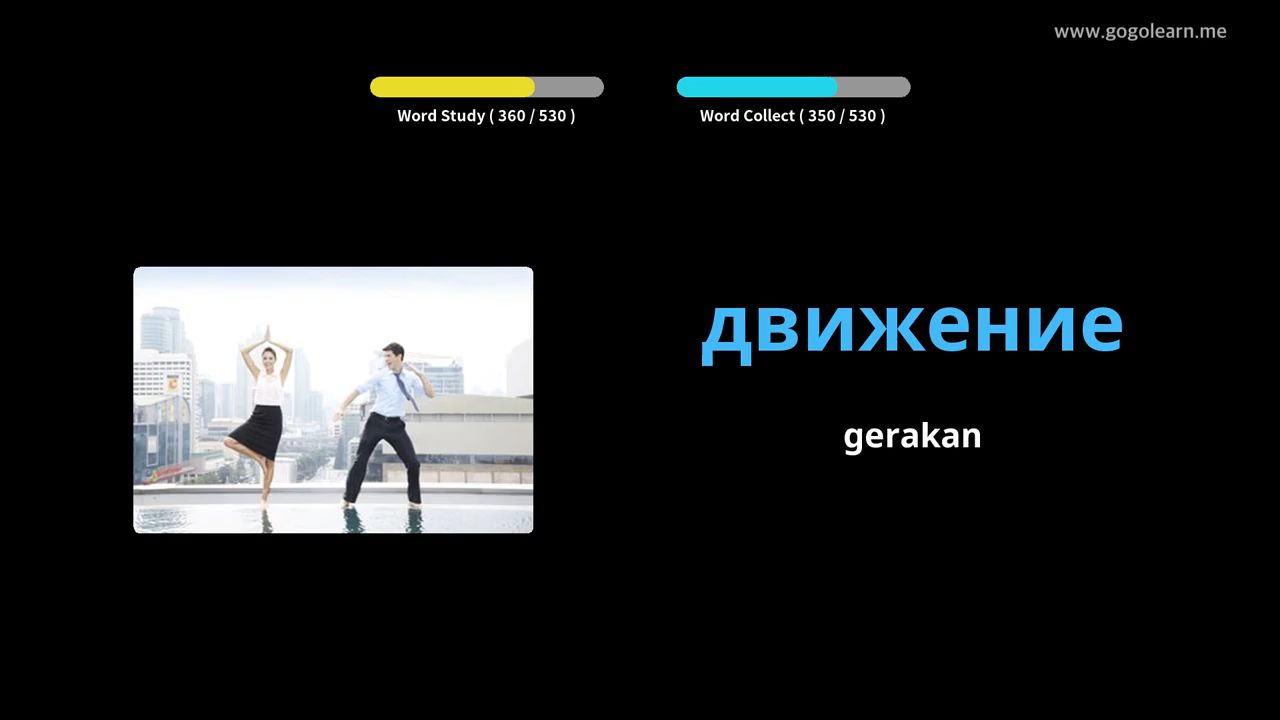 www.gogolearn.me
Word Study ( 360 / 530 )
Word Collect ( 350 / 530 )
движение
gerakan